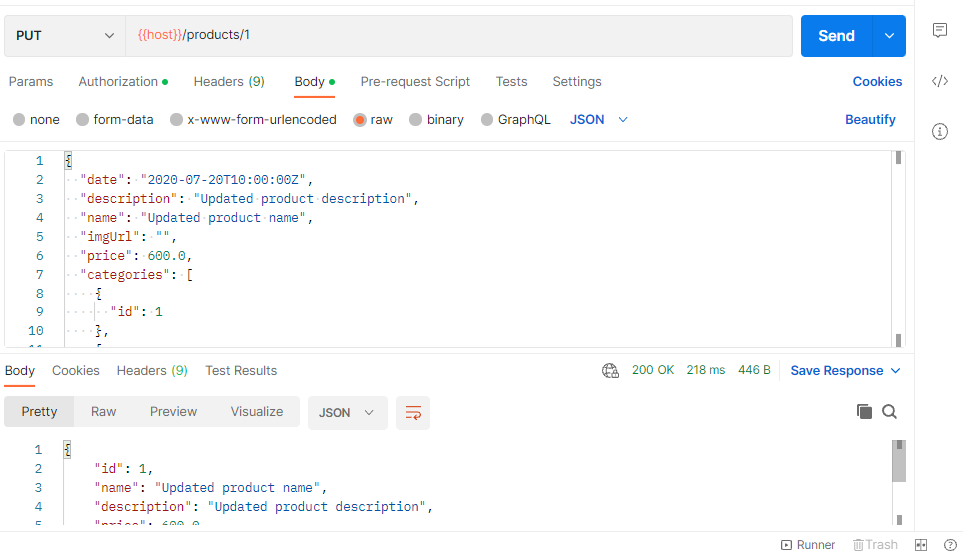 PUT
{{host}}/products/1
Send
Params Authorization Headers (9) Body Pre-request Script Tests Settings Cookies
none form-data x-www-form-urlencoded raw binary GraphQL JSON Beautify
1 {
2 "date": "2020-07-20T10:00:00Z",
3 "description": "Updated product description",
4 "name": "Updated product name",
5 "imgUrl": "",
6 "price": 600.0,
7 "categories": [
8 {
9 "id": 1
10 },
Body Cookies Headers (9) Test Results 200 OK 218 ms 446 B Save Response
Pretty Raw Preview Visualize JSON
1 {
2 "id": 1,
3 "name": "Updated product name",
4 "description": "Updated product description",
5 "price": 600.0
Runner Trash